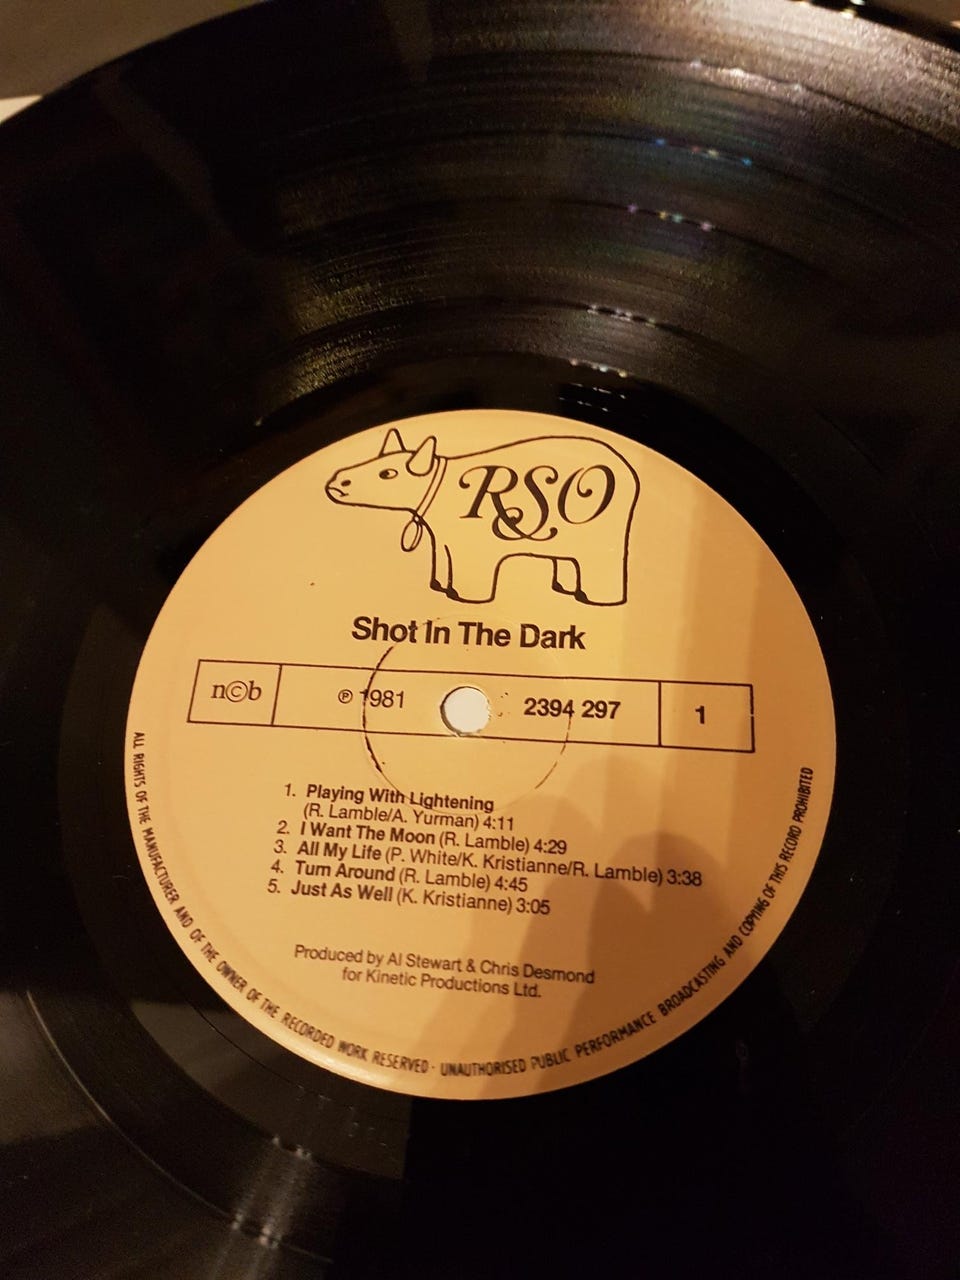 RSO
Shot In The Dark
n©b
℗ 1981
2394 297
1
1. Playing With Lightening
(R. Lamble/A. Yurman) 4:11
2. I Want The Moon (R. Lamble) 4:29
3. All My Life (P. White/K. Kristianne/R. Lamble) 3:38
4. Turn Around (R. Lamble) 4:45
5. Just As Well (K. Kristianne) 3:05
Produced by Al Stewart & Chris Desmond
for Kinetic Productions Ltd.
ALL RIGHTS OF THE MANUFACTURER AND OF THE OWNER OF THE RECORDED WORK RESERVED · UNAUTHORISED PUBLIC PERFORMANCE BROADCASTING AND COPYING OF THIS RECORD PROHIBITED